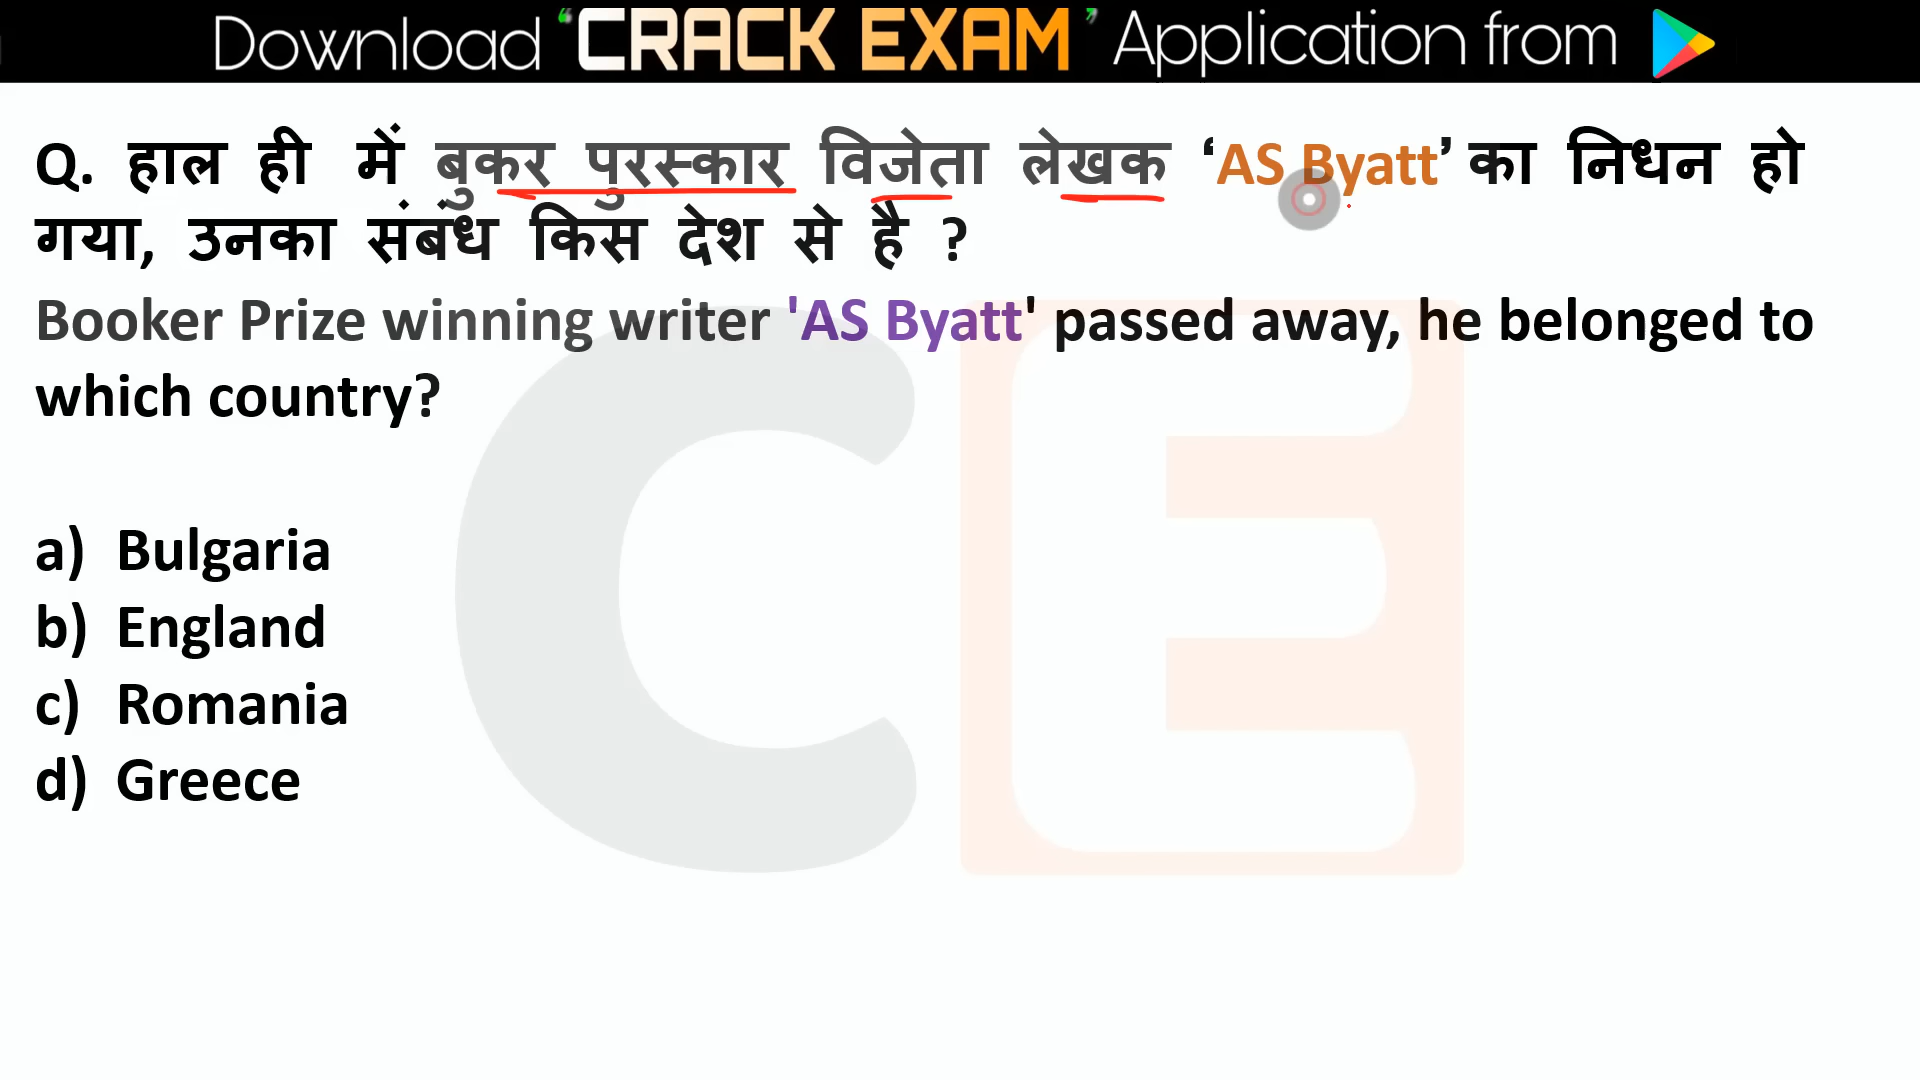 Download ‘CRACK EXAM’ Application from
Q. हाल ही में बुकर पुरस्कार विजेता लेखक ‘AS Byatt’ का निधन हो
गया, उनका संबंध किस देश से है ?
Booker Prize winning writer 'AS Byatt' passed away, he belonged to
which country?
a) Bulgaria
b) England
c) Romania
d) Greece
CE